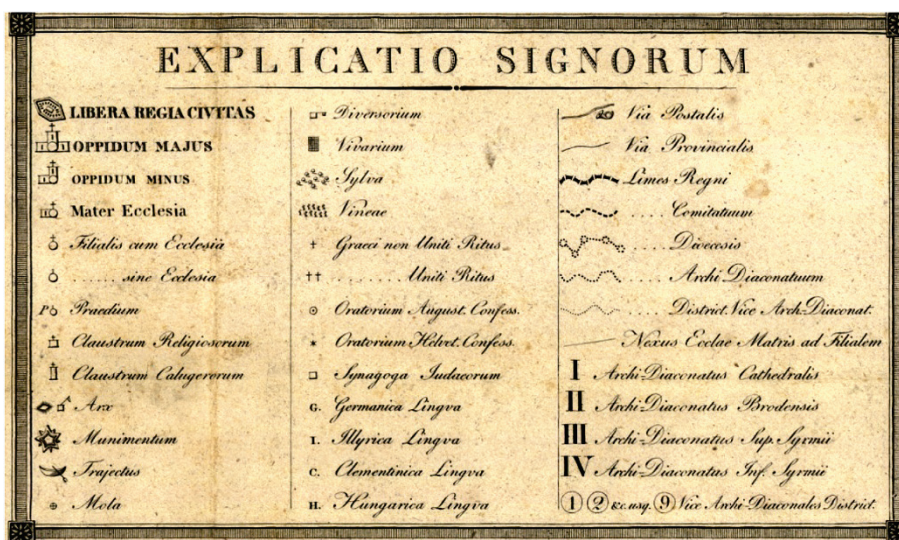 EXPLICATIO SIGNORUM
LIBERA REGIA CIVITAS
OPPIDUM MAJUS
OPPIDUM MINUS
Mater Ecclesia
Filialis cum Ecclesia
........ sine Ecclesia
P Praedium
Claustrum Religiosorum
Claustrum Calugerorum
Arx
Munimentum
Trajectus
Mola
Diversorium
Vivarium
Sylva
Vineae
† Graeci non Uniti Ritus
†† ........ Uniti Ritus
Oratorium August. Confess.
* Oratorium Helvet. Confess.
Synagoga Judaeorum
G. Germanica Lingva
I. Illyrica Lingva
C. Clementinica Lingva
H. Hungarica Lingva
Via Postalis
Via Provincialis
Limes Regni
.... Comitatuum
.... Dioecesis
.... Archi Diaconatuum
.... District. Vice Arch-Diaconat.
Nexus Ecclae Matris ad Filialem
I Archi-Diaconatus Cathedralis
II Archi-Diaconatus Brodensis
III Archi-Diaconatus Sup. Syrmii
IV Archi-Diaconatus Inf. Syrmii
1 2 &c. usq. 9 Vice Archi-Diaconales District.